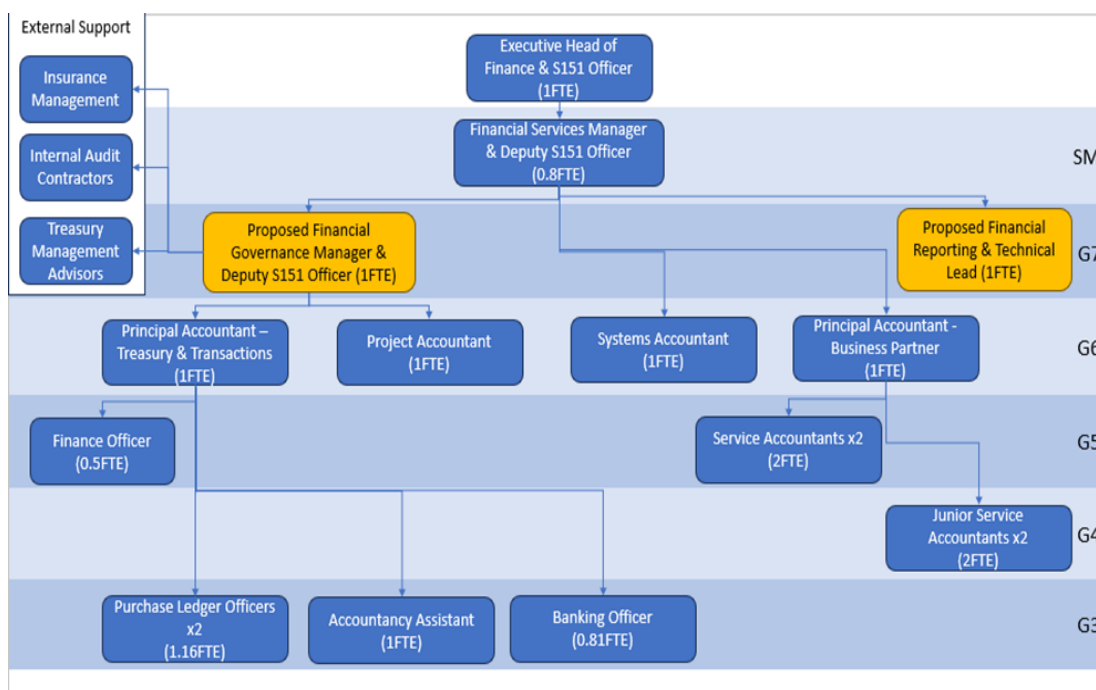 External Support
Insurance
Management
Internal Audit
Contractors
Treasury
Management
Advisors
Executive Head of
Finance & S151 Officer
(1FTE)
Financial Services Manager
& Deputy S151 Officer
(0.8FTE)
SM
Proposed Financial
Governance Manager &
Deputy S151 Officer (1FTE)
Proposed Financial
Reporting & Technical
Lead (1FTE)
G7
Principal Accountant –
Treasury & Transactions
(1FTE)
Project Accountant
(1FTE)
Systems Accountant
(1FTE)
Principal Accountant -
Business Partner
(1FTE)
G6
Finance Officer
(0.5FTE)
Service Accountants x2
(2FTE)
G5
Junior Service
Accountants x2
(2FTE)
G4
Purchase Ledger Officers
x2
(1.16FTE)
Accountancy Assistant
(1FTE)
Banking Officer
(0.81FTE)
G3